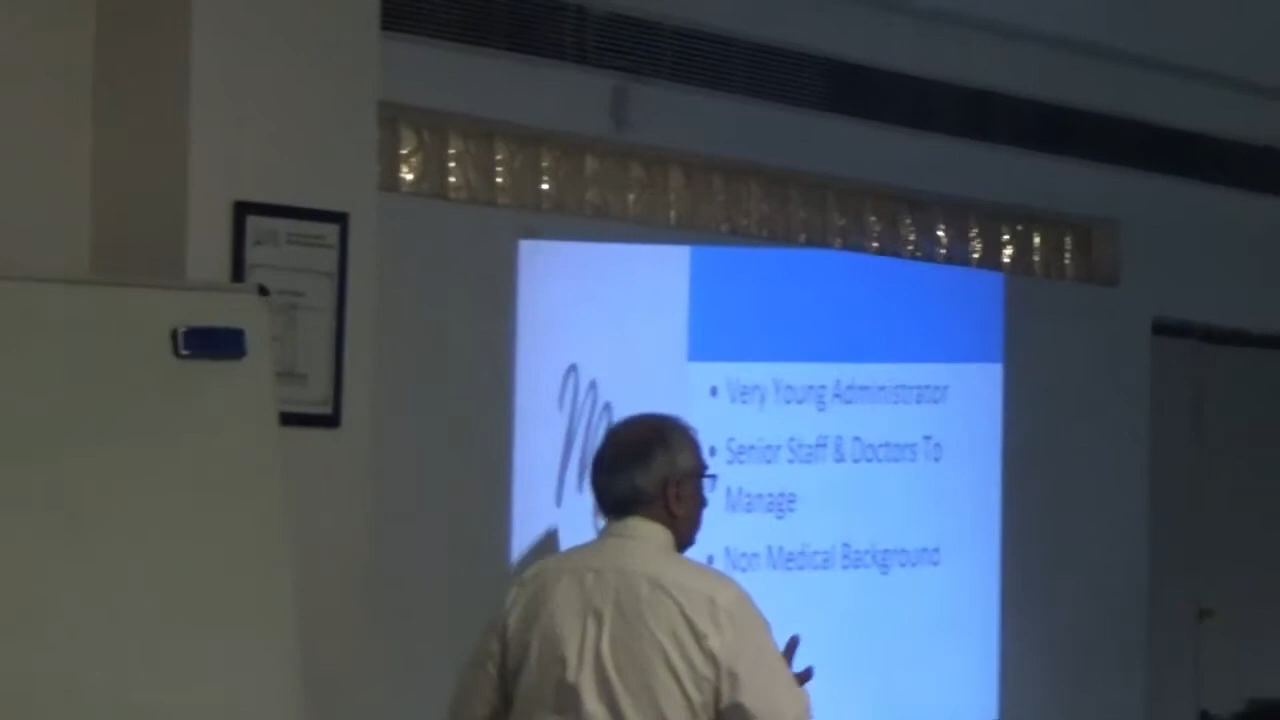 • Very Young Administrator
• Senior Staff & Doctors To
Manage
• Non Medical Background